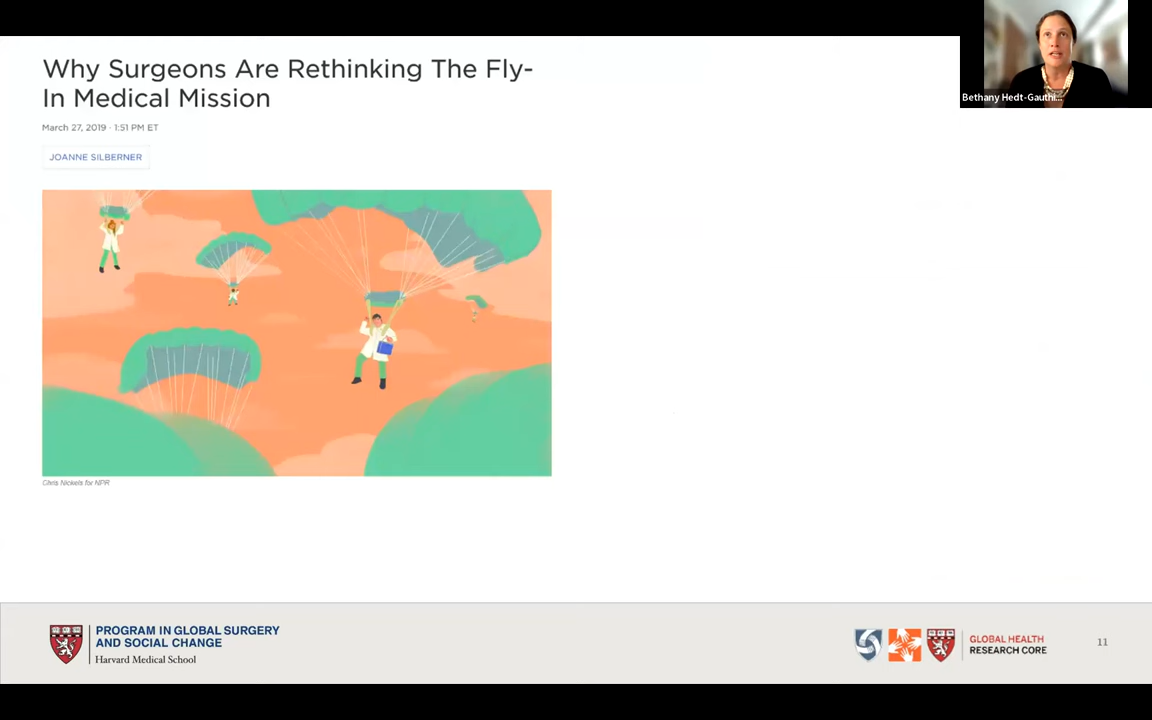 Why Surgeons Are Rethinking The Fly-
In Medical Mission
March 27, 2019 · 1:51 PM ET
JOANNE SILBERNER
Chris Nickels for NPR
Bethany Hedt-Gauthi...
PROGRAM IN GLOBAL SURGERY
AND SOCIAL CHANGE
Harvard Medical School
GLOBAL HEALTH
RESEARCH CORE
11